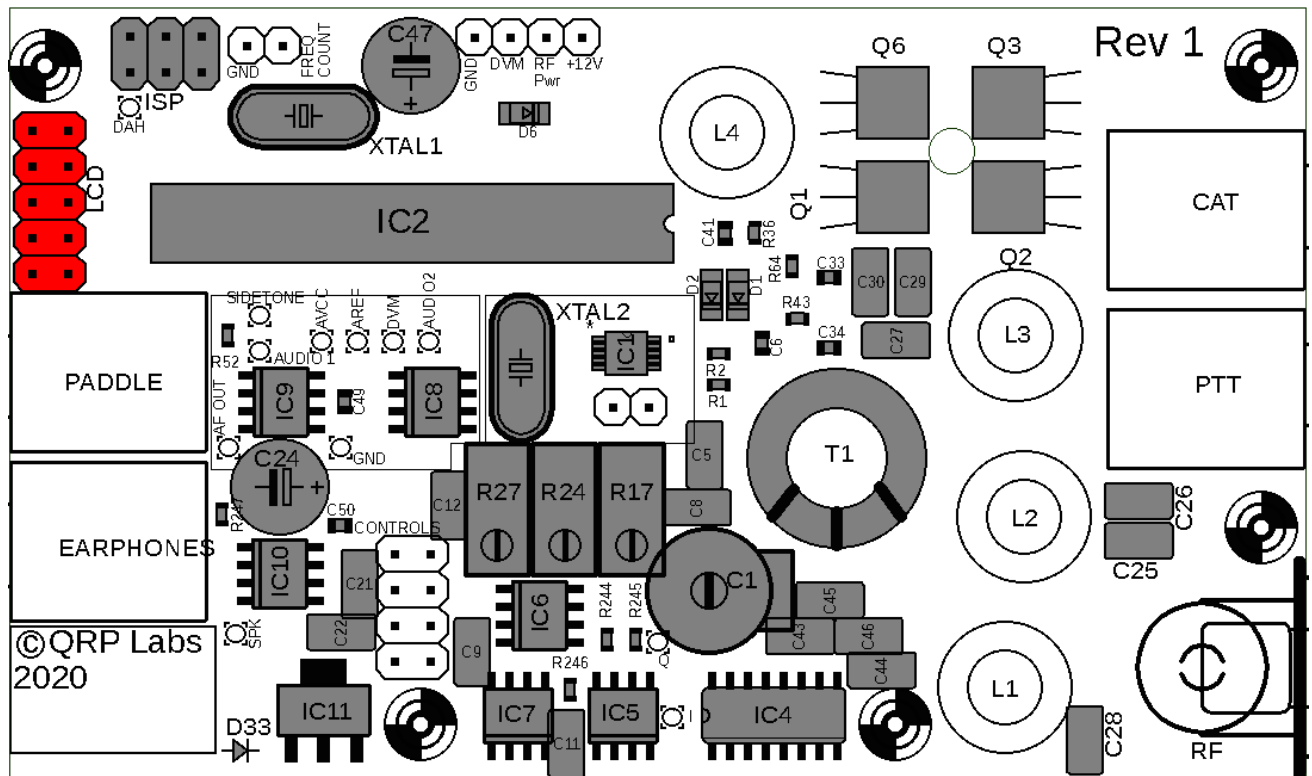 C47
FREQ
COUNT
GND
ISP
DAH
XTAL1
GND
DVM
RF
Pwr
+12V
D6
L4
Q6
Q3
Rev 1
LCD
IC2
C41
R36
Q1
Q2
CAT
R64
C33
C30
C29
D2
D1
R43
C34
C27
C6
L3
SIDETONE
AVCC
AREF
DVM
AUDIO2
XTAL2
*
IC1
R52
AUDIO 1
R2
R1
PADDLE
IC9
C49
IC8
PTT
AF OUT
GND
C24
+
C5
T1
R27
R24
R17
C12
C8
R247
C50
CONTROLS
L2
C26
C25
EARPHONES
IC10
C21
C1
IC6
R244
R245
C45
C43
C46
C44
SPK
C22
C9
R246
Q
©QRP Labs
2020
D33
IC11
IC7
C11
IC5
I
IC4
L1
C28
RF